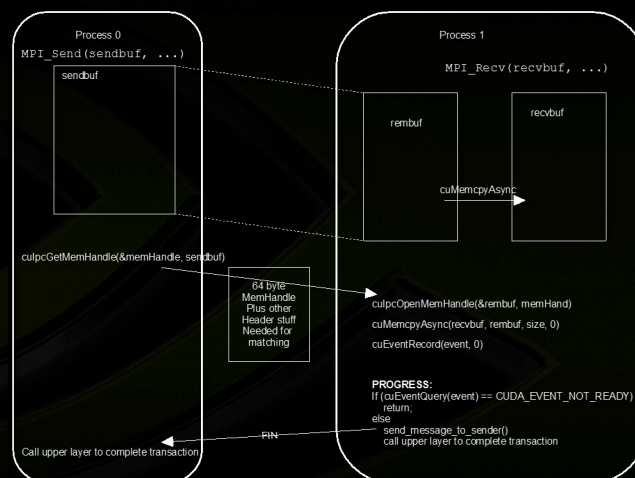 Process 0
MPI_Send(sendbuf, ...)
sendbuf
culpcGetMemHandle(&memHandle, sendbuf)
64 byte
MemHandle
Plus other
Header stuff
Needed for
matching
Call upper layer to complete transaction
FIN
Process 1
MPI_Recv(recvbuf, ...)
rembuf
recvbuf
cuMemcpyAsync
cuIpcOpenMemHandle(&rembuf, memHand)
cuMemcpyAsync(recvbuf, rembuf, size, 0)
cuEventRecord(event, 0)
PROGRESS:
If (cuEventQuery(event) == CUDA_EVENT_NOT_READY)
return;
else
send_message_to_sender()
call upper layer to complete transaction